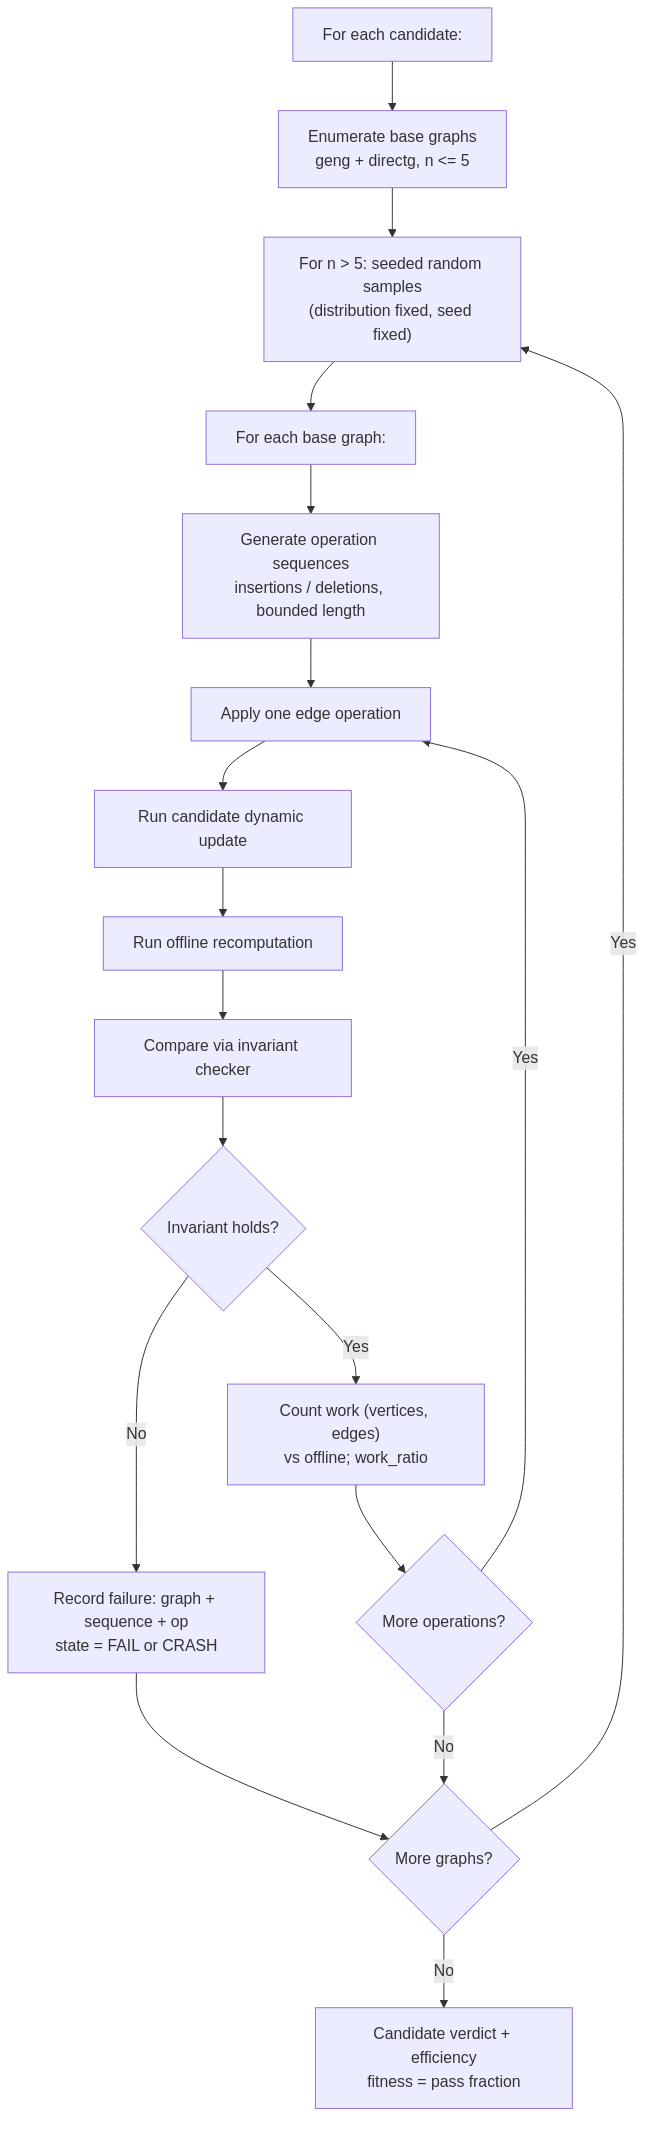 For each candidate:
Enumerate base graphs
geng + directg, n <= 5
For n > 5: seeded random
samples
(distribution fixed, seed
fixed)
For each base graph:
Generate operation
sequences
insertions / deletions,
bounded length
Apply one edge operation
Run candidate dynamic
update
Run offline recomputation
Compare via invariant
checker
Invariant holds?
Yes
No
Yes
Yes
Count work (vertices,
edges)
vs offline; work_ratio
Record failure: graph +
sequence + op
state = FAIL or CRASH
More operations?
No
More graphs?
No
Candidate verdict +
efficiency
fitness = pass fraction